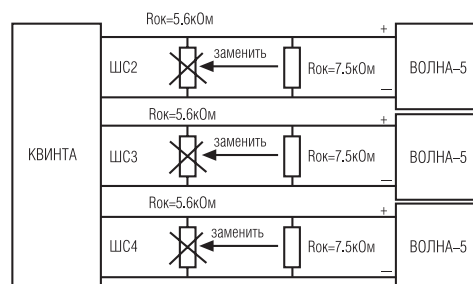 Rок=5.6кОм
+
ШС2
заменить
Rок=7.5кОм
ВОЛНА–5
—
Rок=5.6кОм
+
КВИНТА
ШС3
заменить
Rок=7.5кОм
ВОЛНА–5
—
Rок=5.6кОм
+
ШС4
заменить
Rок=7.5кОм
ВОЛНА–5
—